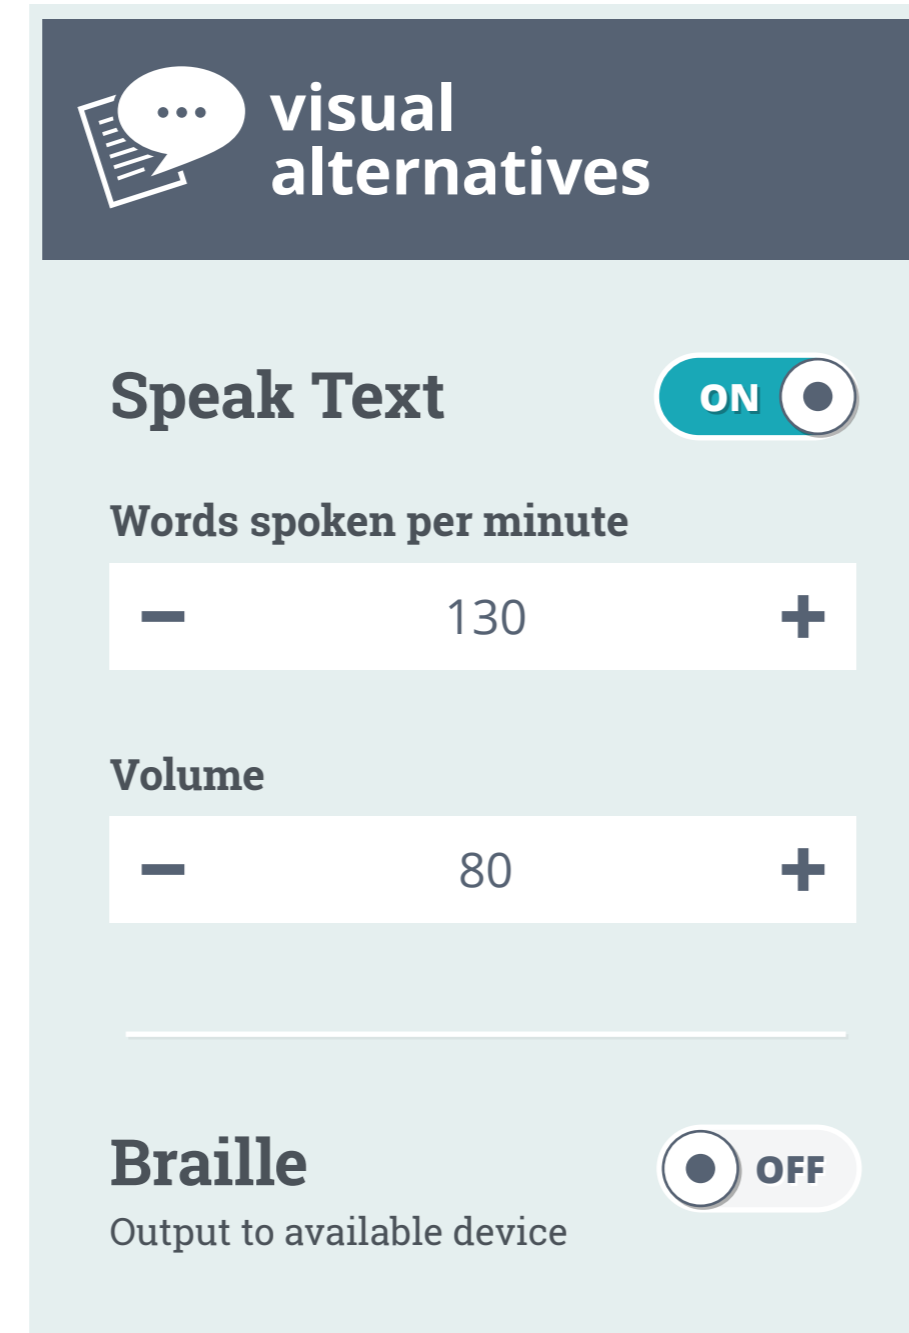 visual
alternatives
Speak Text
ON
Words spoken per minute
130
Volume
80
Braille
OFF
Output to available device